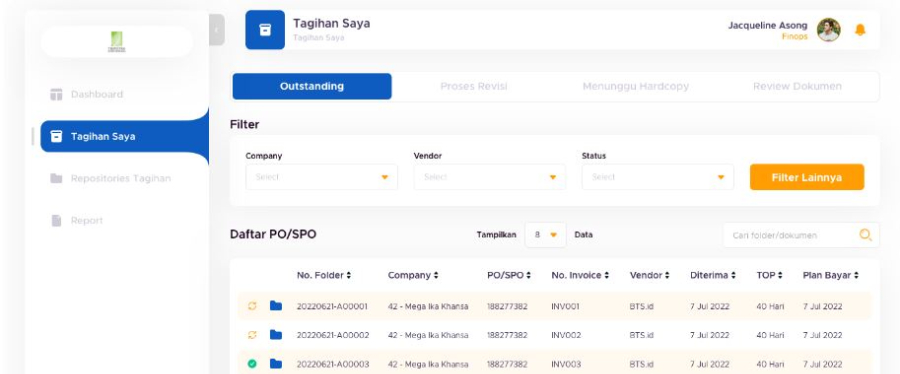 Tagihan Saya
Tagihan Saya
Jacqueline Asong
Finops
Dashboard
Tagihan Saya
Repositories Tagihan
Report
Outstanding
Proses Revisi
Menunggu Hardcopy
Review Dokumen
Filter
Company
Vendor
Status
Select
Select
Select
Filter Lainnya
Daftar PO/SPO
Tampilkan 8 Data
Cari folder/dokumen
No. Folder Company PO/SPO No. Invoice Vendor Diterima TOP Plan Bayar
20220621-A00001 42 - Mega Ika Khansa 188277382 INV001 BTS.id 7 Jul 2022 40 Hari 7 Jul 2022
20220621-A00002 42 - Mega Ika Khansa 188277382 INV002 BTS.id 7 Jul 2022 40 Hari 7 Jul 2022
20220621-A00003 42 - Mega Ika Khansa 188277382 INV003 BTS.id 7 Jul 2022 40 Hari 7 Jul 2022